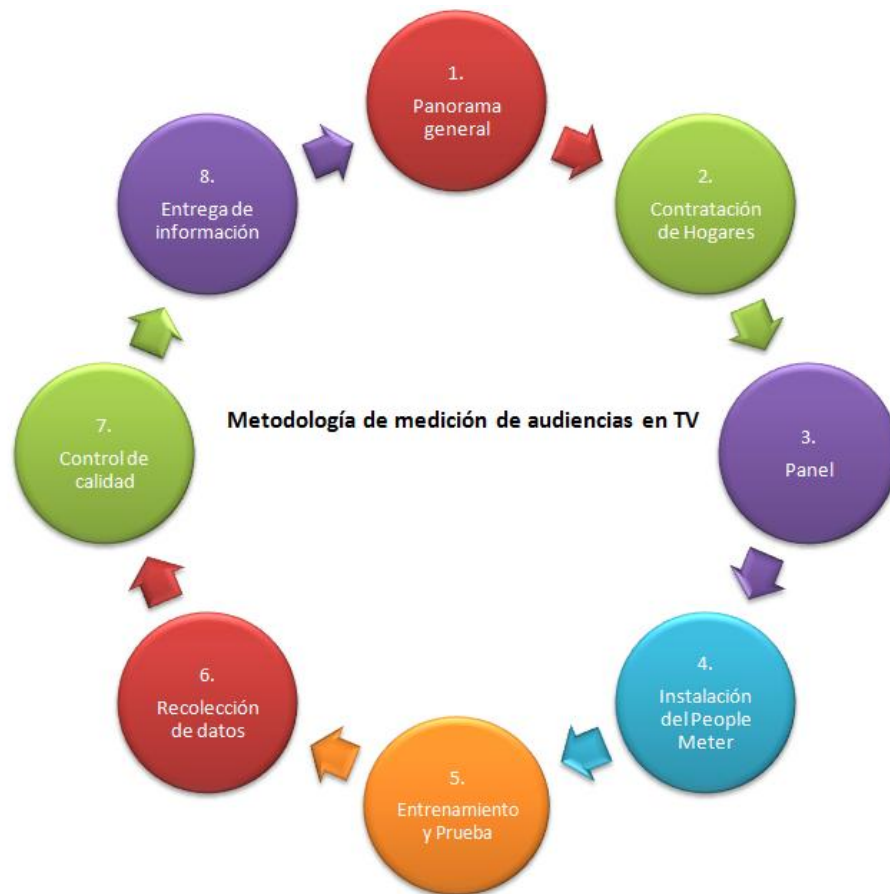 1.
Panorama
general
2.
Contratación
de Hogares
3.
Panel
4.
Instalación
del People
Meter
5.
Entrenamiento
y Prueba
6.
Recolección
de datos
7.
Control de
calidad
8.
Entrega de
información
Metodología de medición de audiencias en TV